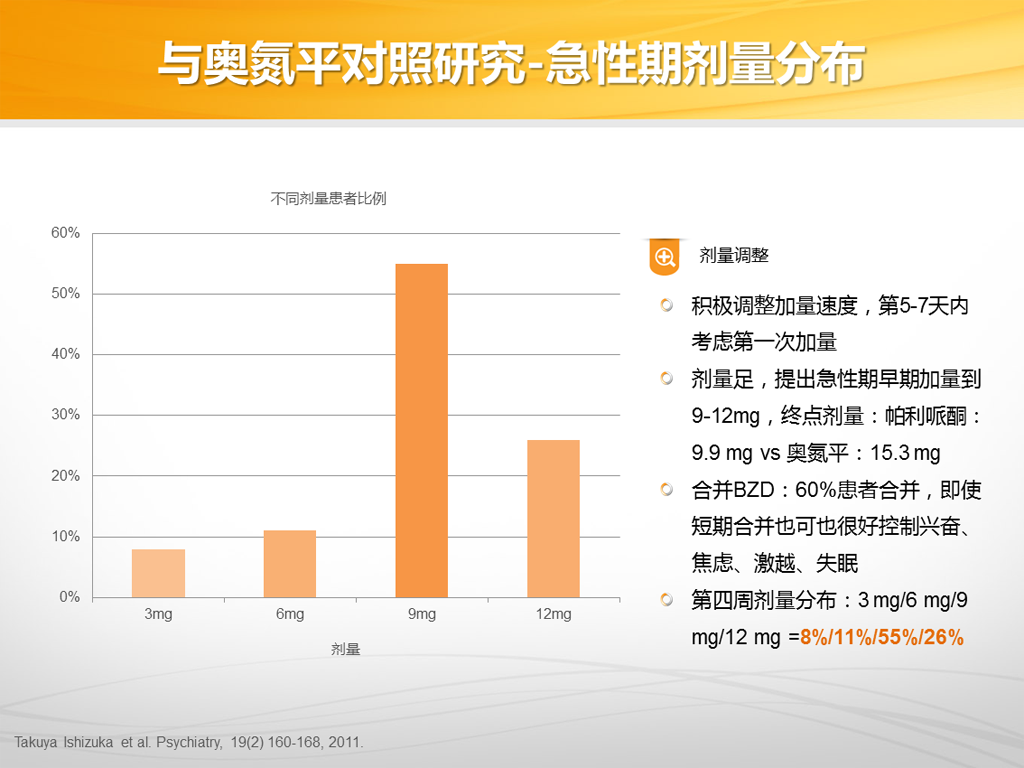 与奥氮平对照研究-急性期剂量分布
不同剂量患者比例
60%
50%
40%
30%
20%
10%
0%
3mg
6mg
9mg
12mg
剂量
剂量调整
积极调整加量速度，第5-7天内
考虑第一次加量
剂量足，提出急性期早期加量到
9-12mg，终点剂量：帕利哌酮：
9.9 mg vs 奥氮平：15.3 mg
合并BZD：60%患者合并，即使
短期合并也可也很好控制兴奋、
焦虑、激越、失眠
第四周剂量分布：3 mg/6 mg/9
mg/12 mg =8%/11%/55%/26%
Takuya Ishizuka et al. Psychiatry, 19(2) 160-168, 2011.